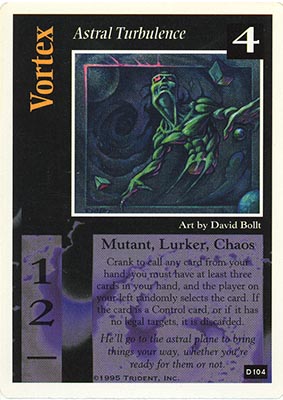 Vortex
Astral Turbulence
4
Art by David Bollt
Mutant, Lurker, Chaos
1
2
Crank to call any card from your
hand, you must have at least three
cards in your hand, and the player on
your left randomly selects the card. If
the card is a Control card, or if it has
no legal targets, it is discarded.
He'll go to the astral plane to bring
things your way, whether you're
ready for them or not.
D104
©1995 TRIDENT, INC.